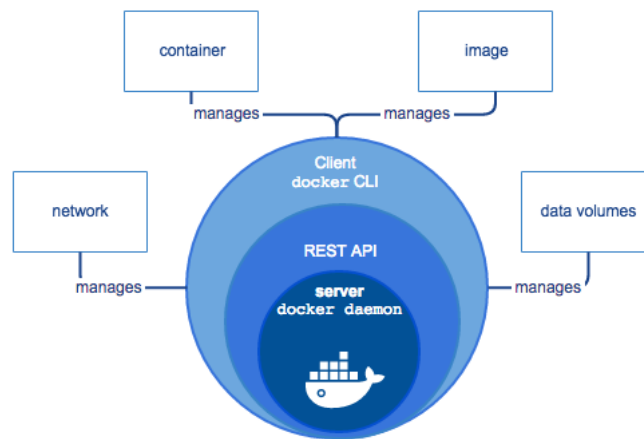 container
image
manages
manages
Client
docker CLI
network
data volumes
REST API
manages
manages
server
docker daemon